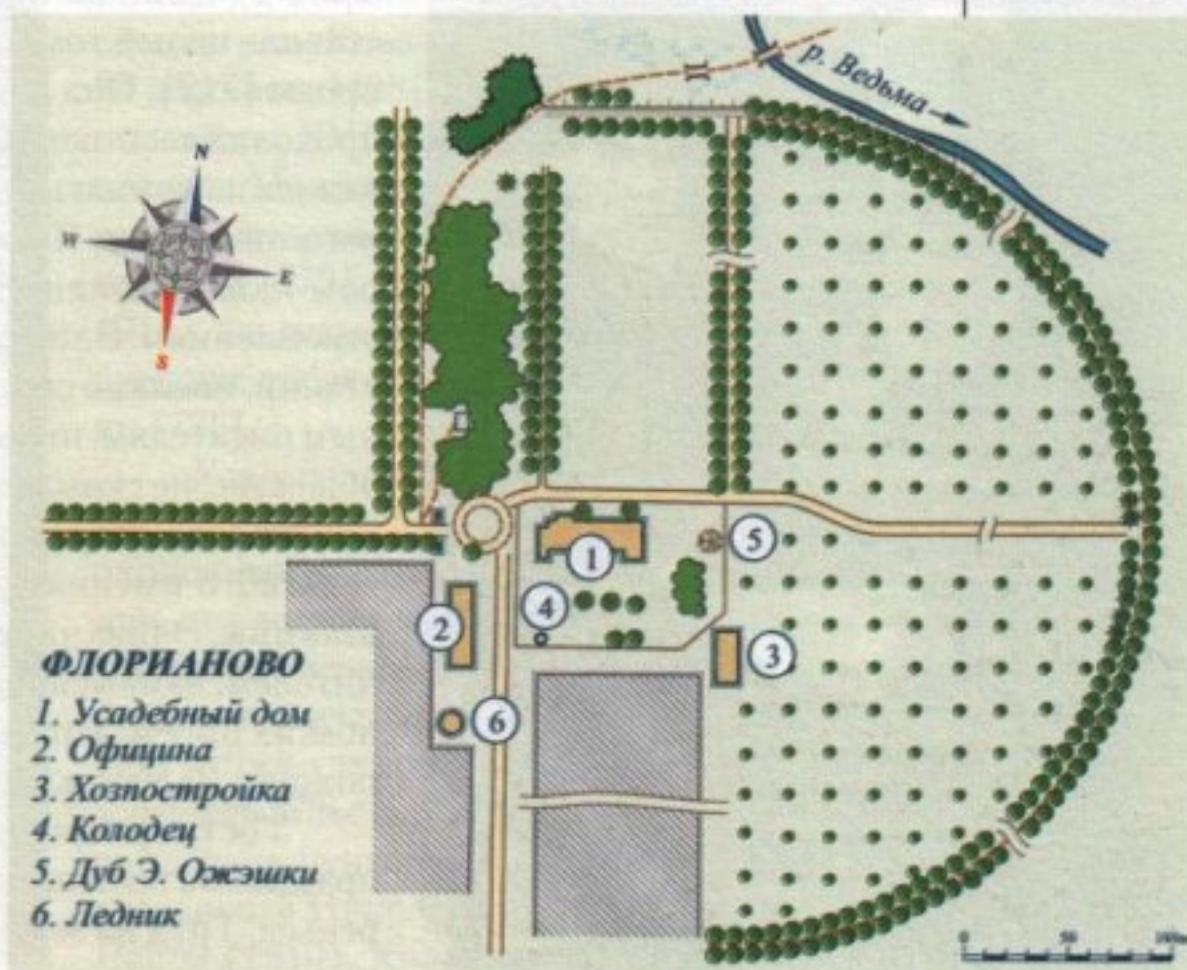 р. Ведьма
N
W
E
S
1
5
4
2
3
6
ФЛОРИАНОВО
1. Усадебный дом
2. Официна
3. Хозпостройка
4. Колодец
5. Дуб Э. Ожэшки
6. Ледник
0 50 100м